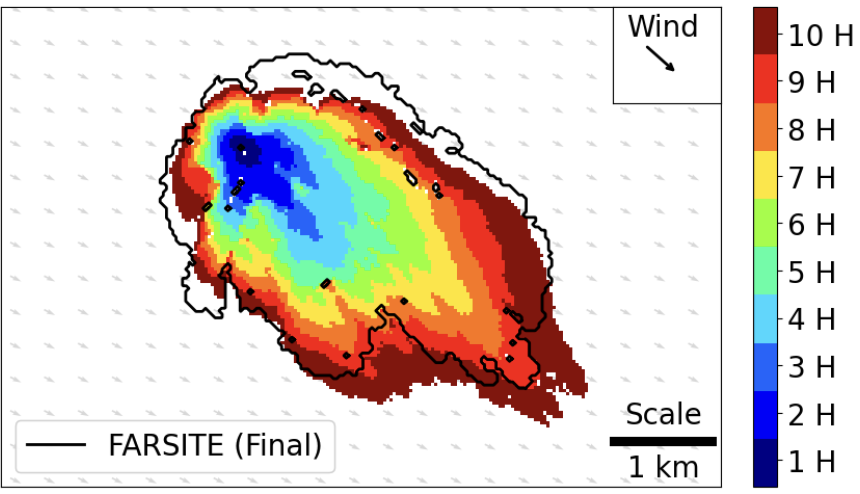 Wind
10 H
9 H
8 H
7 H
6 H
5 H
4 H
3 H
2 H
1 H
FARSITE (Final)
Scale
1 km